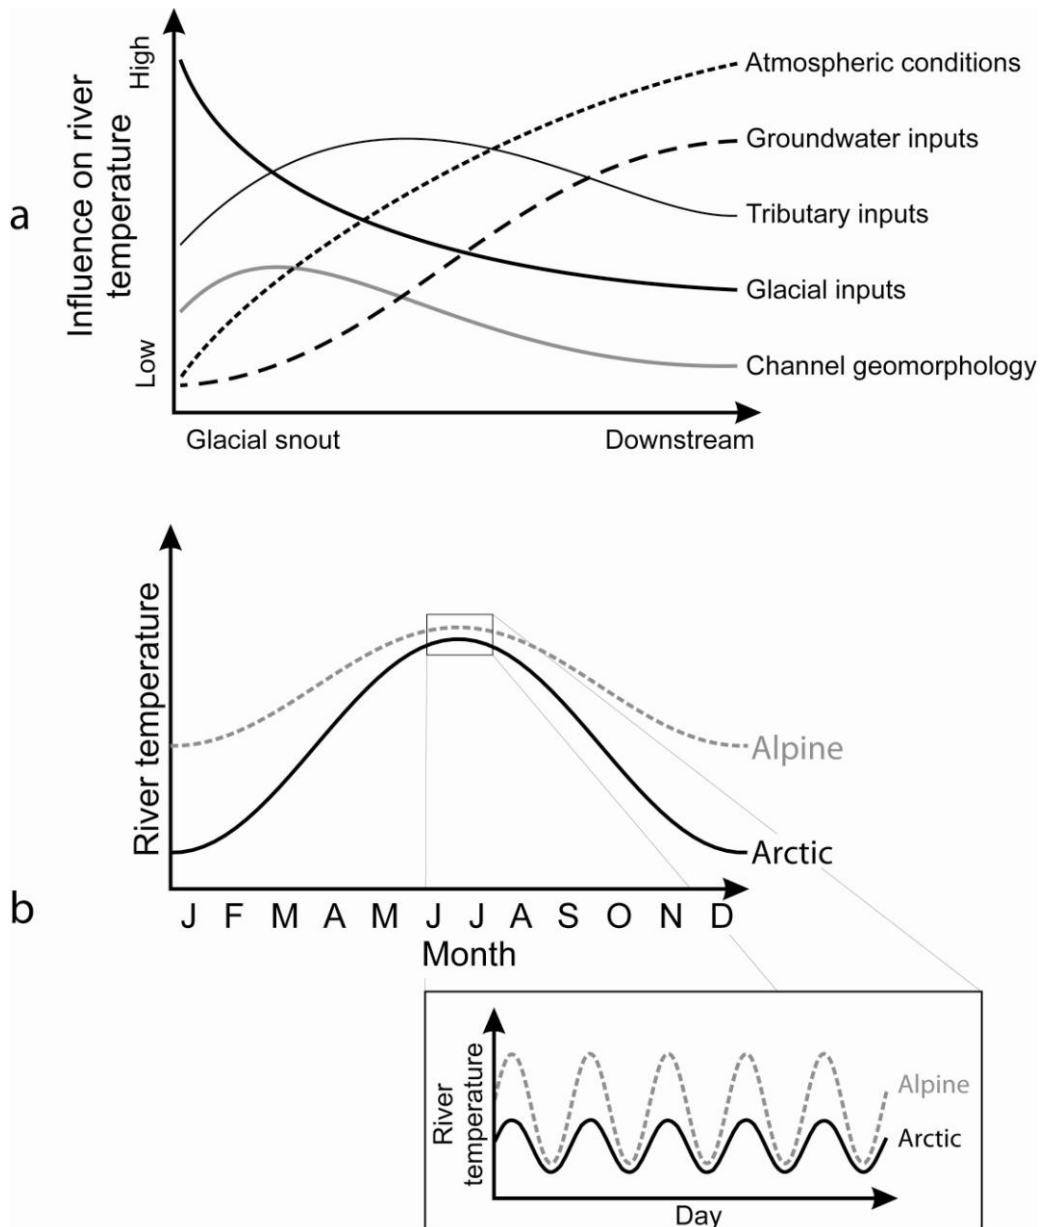 a
Influence on river
temperature
High
Low
Atmospheric conditions
Groundwater inputs
Tributary inputs
Glacial inputs
Channel geomorphology
Glacial snout
Downstream
b
River temperature
Alpine
Arctic
J F M A M J J A S O N D
Month
River
temperature
Alpine
Arctic
Day